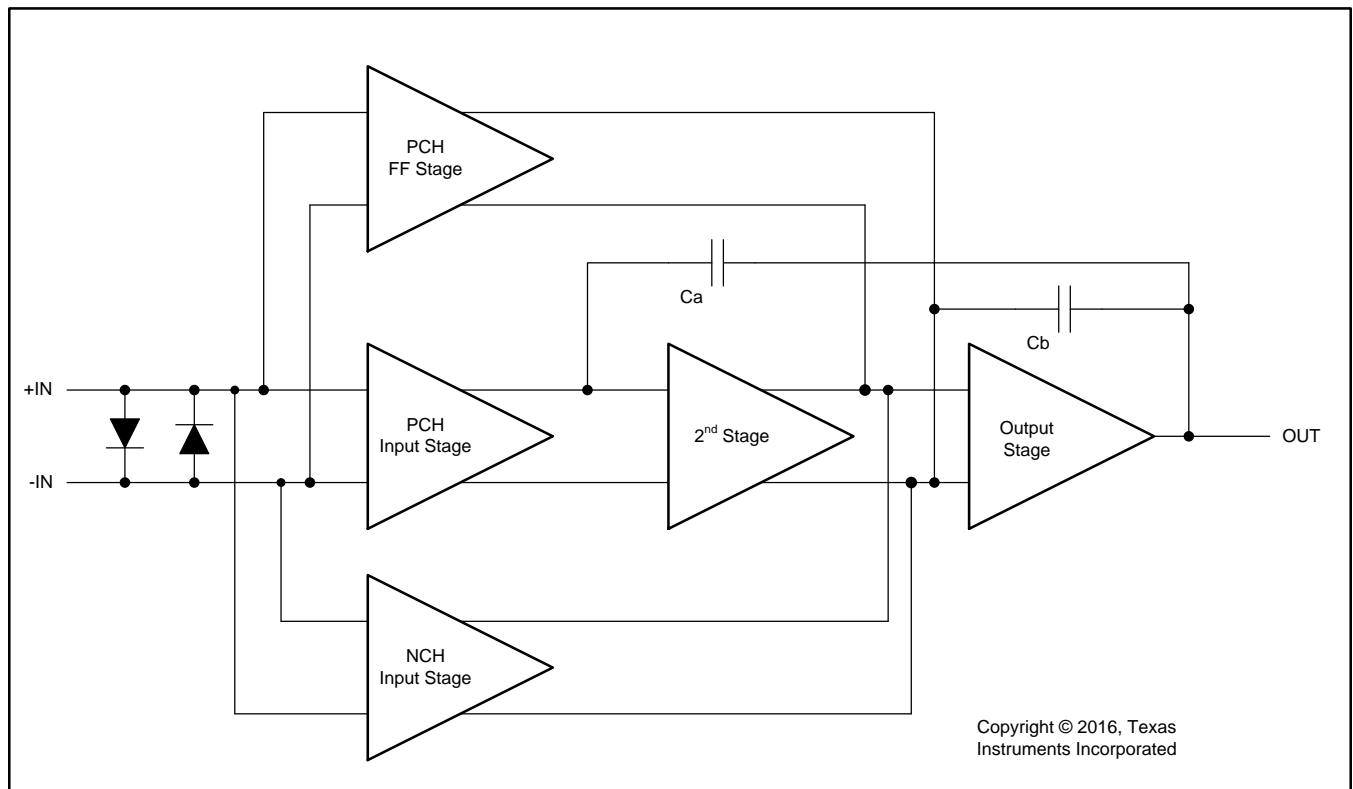 PCH
FF Stage
Ca
Cb
+IN
-IN
PCH
Input Stage
2nd Stage
Output
Stage
OUT
NCH
Input Stage
Copyright © 2016, Texas
Instruments Incorporated